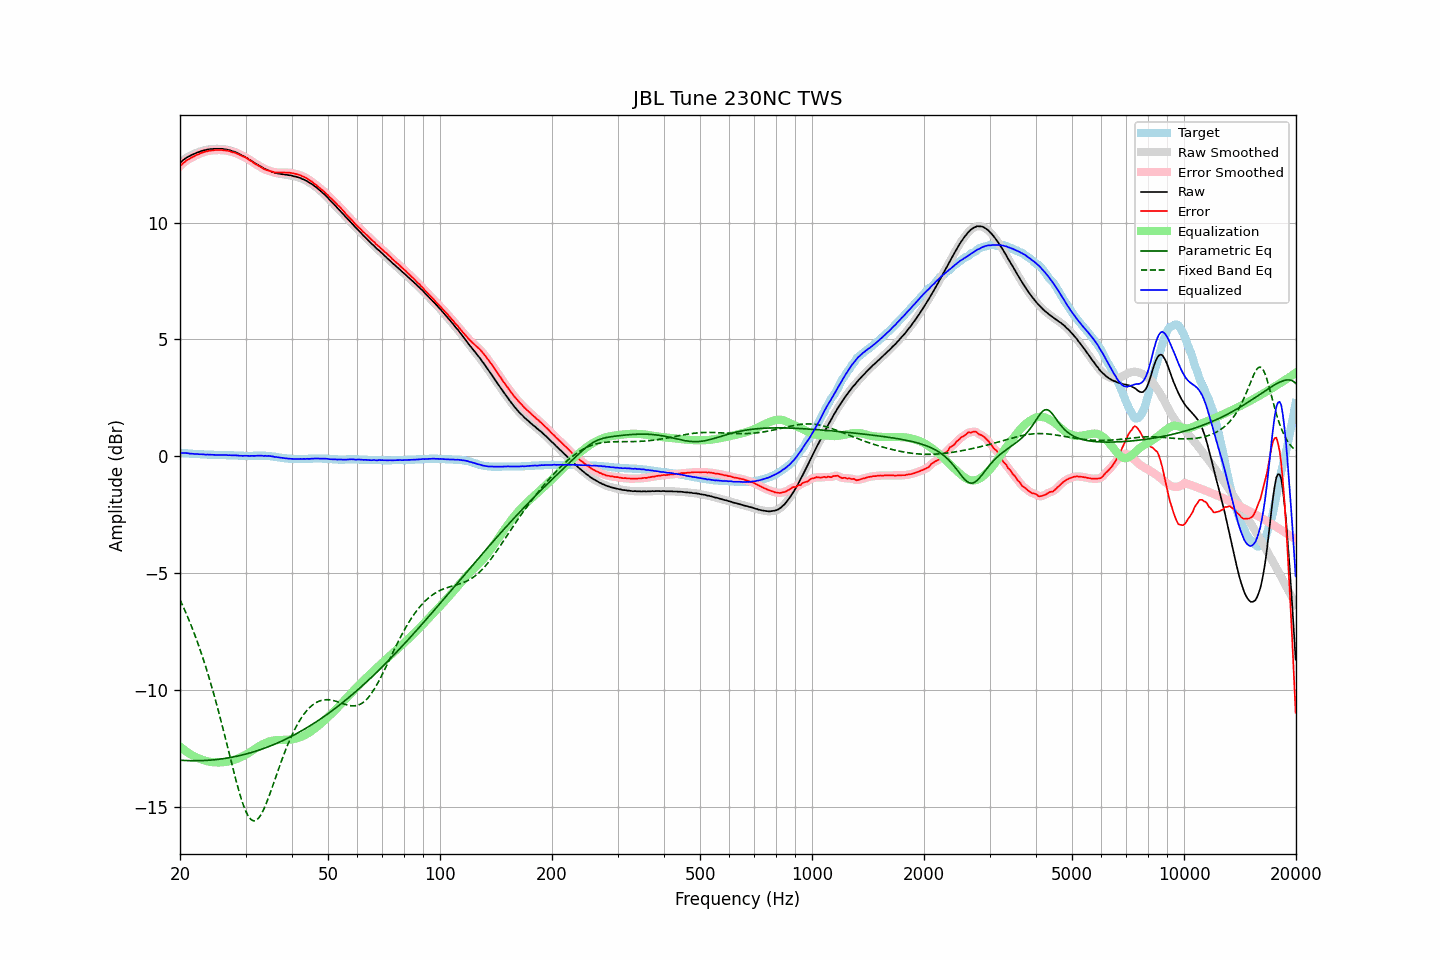 JBL Tune 230NC TWS
Target
Raw Smoothed
Error Smoothed
Raw
Error
Equalization
Parametric Eq
Fixed Band Eq
Equalized
Amplitude (dBr)
10
5
0
−5
−10
−15
20 50 100 200 500 1000 2000 5000 10000 20000
Frequency (Hz)